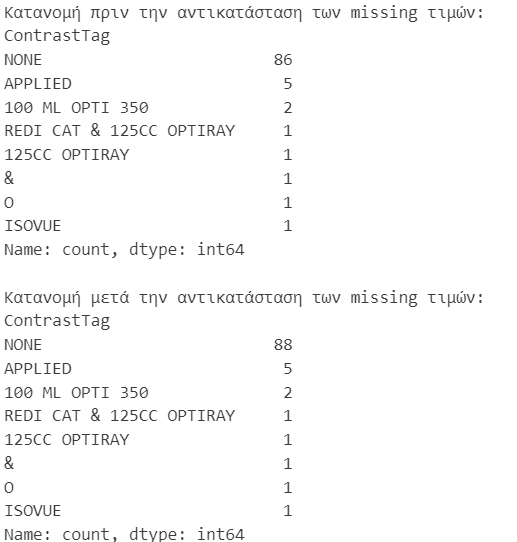 Κατανομή πριν την αντικατάσταση των missing τιμών:
ContrastTag
NONE                        86
APPLIED                      5
100 ML OPTI 350              2
REDI CAT & 125CC OPTIRAY     1
125CC OPTIRAY                1
&                            1
O                            1
ISOVUE                       1
Name: count, dtype: int64

Κατανομή μετά την αντικατάσταση των missing τιμών:
ContrastTag
NONE                        88
APPLIED                      5
100 ML OPTI 350              2
REDI CAT & 125CC OPTIRAY     1
125CC OPTIRAY                1
&                            1
O                            1
ISOVUE                       1
Name: count, dtype: int64